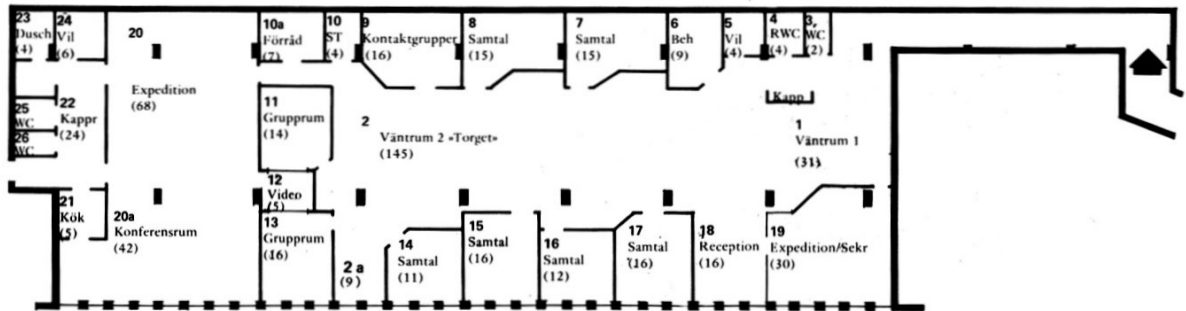 23
Dusch
(4)
24
Vil
(6)
20
Expedition
(68)
10a
Förråd
(7)
10
ST
(4)
9
Kontaktgrupper
(16)
8
Samtal
(15)
7
Samtal
(15)
6
Beh
(9)
5
Vil
(4)
4
RWC
(4)
3
WC
(2)
22
Kappr
(24)
25
WC
26
WC
11
Grupprum
(14)
2
Väntrum 2 «Torget»
(145)
Kapp
1
Väntrum 1
(31)
12
Video
(5)
21
Kök
(5)
20a
Konferensrum
(42)
13
Grupprum
(16)
2 a
(9)
14
Samtal
(11)
15
Samtal
(16)
16
Samtal
(12)
17
Samtal
(16)
18
Reception
(16)
19
Expedition/Sekr
(30)